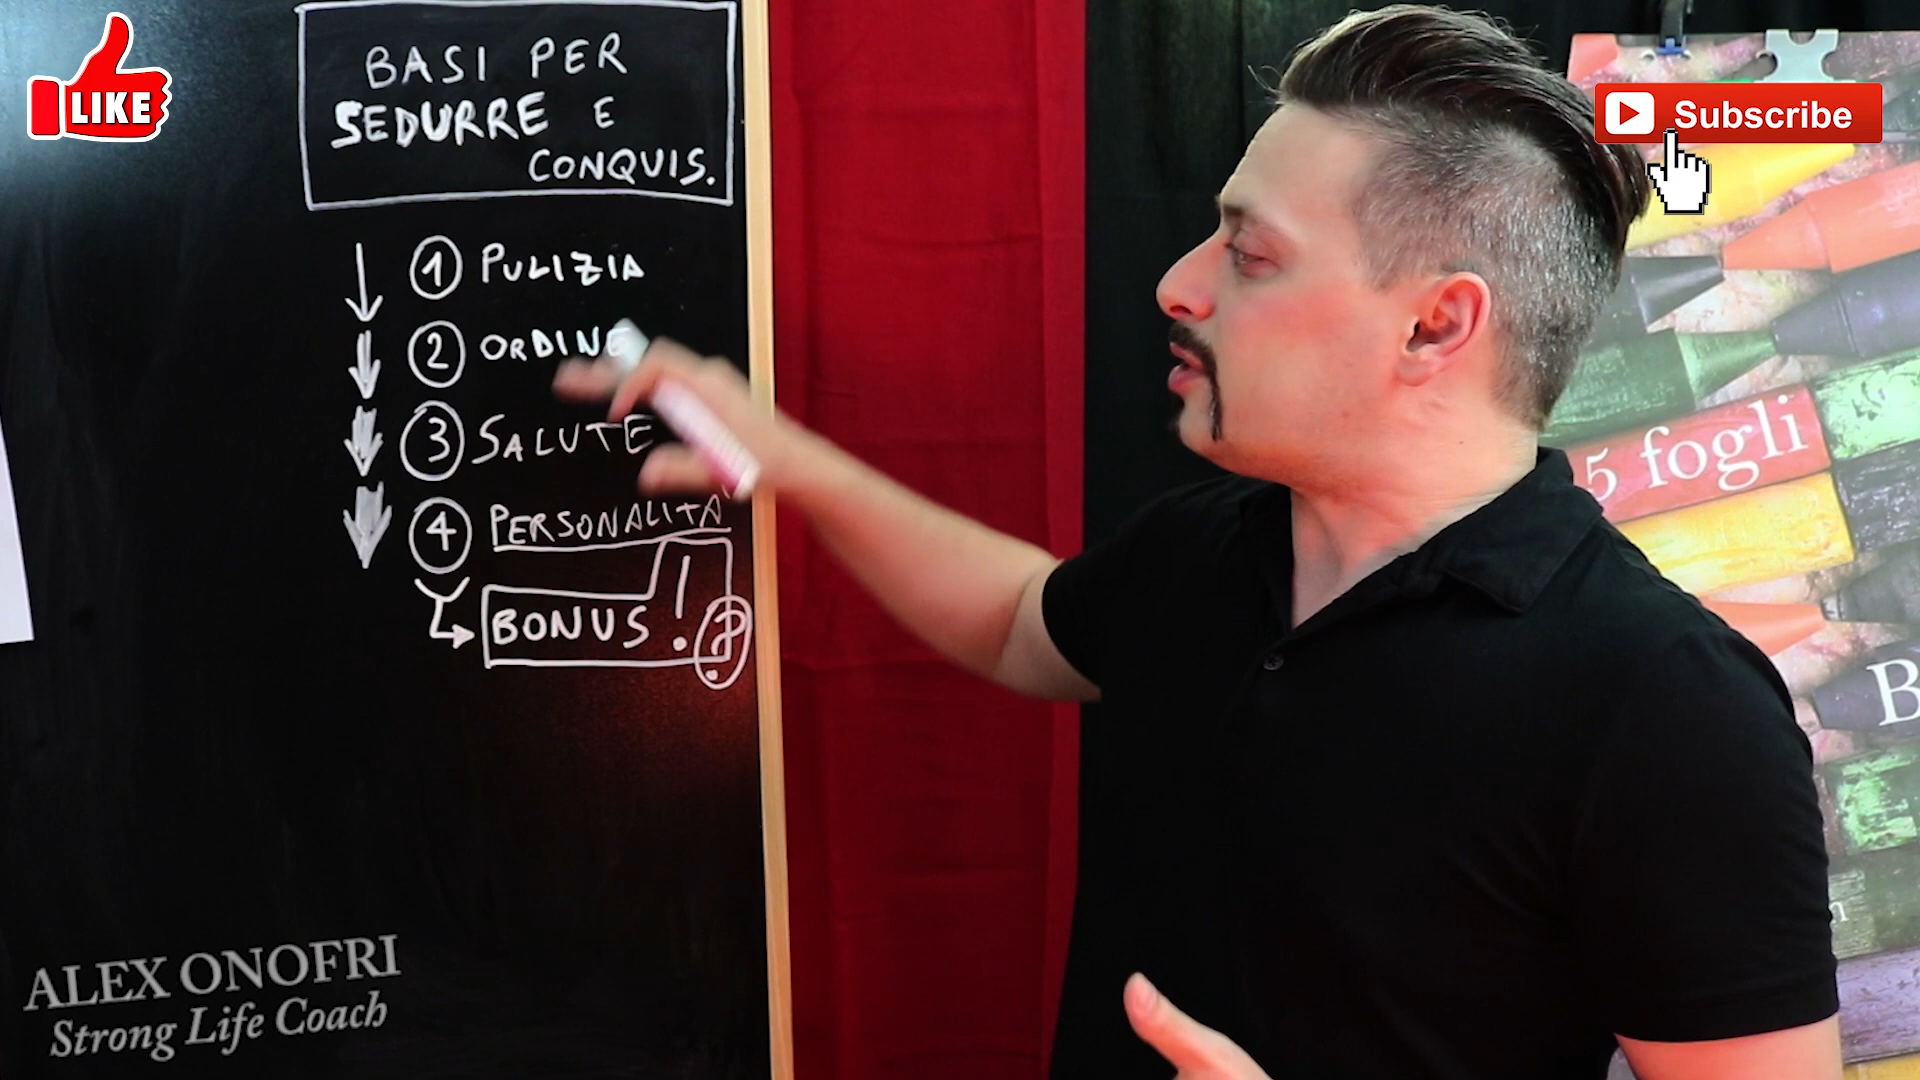 LIKE
BASI PER
SEDURRE E
CONQUIS.
1 PULIZIA
2 ORDINE
3 SALUTE
4 PERSONALITÀ
BONUS! ?
ALEX ONOFRI
Strong Life Coach
Subscribe
5 fogli
B